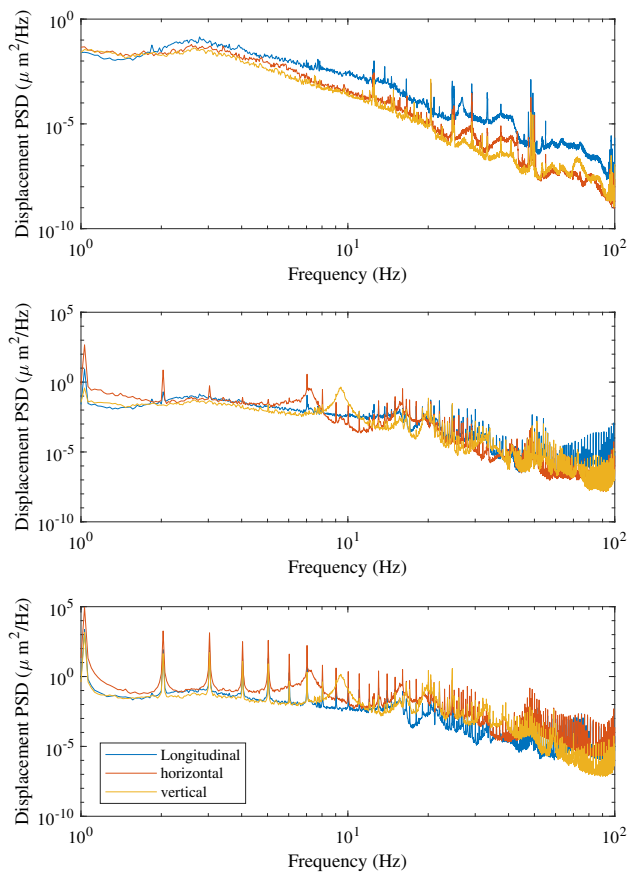 10^0
10^-5
10^-10
Displacement PSD (μ m^2/Hz)
10^0
10^1
10^2
Frequency (Hz)
10^5
10^0
10^-5
10^-10
Displacement PSD (μ m^2/Hz)
10^0
10^1
10^2
Frequency (Hz)
10^5
10^0
10^-5
10^-10
Displacement PSD (μ m^2/Hz)
Longitudinal
horizontal
vertical
10^0
10^1
10^2
Frequency (Hz)